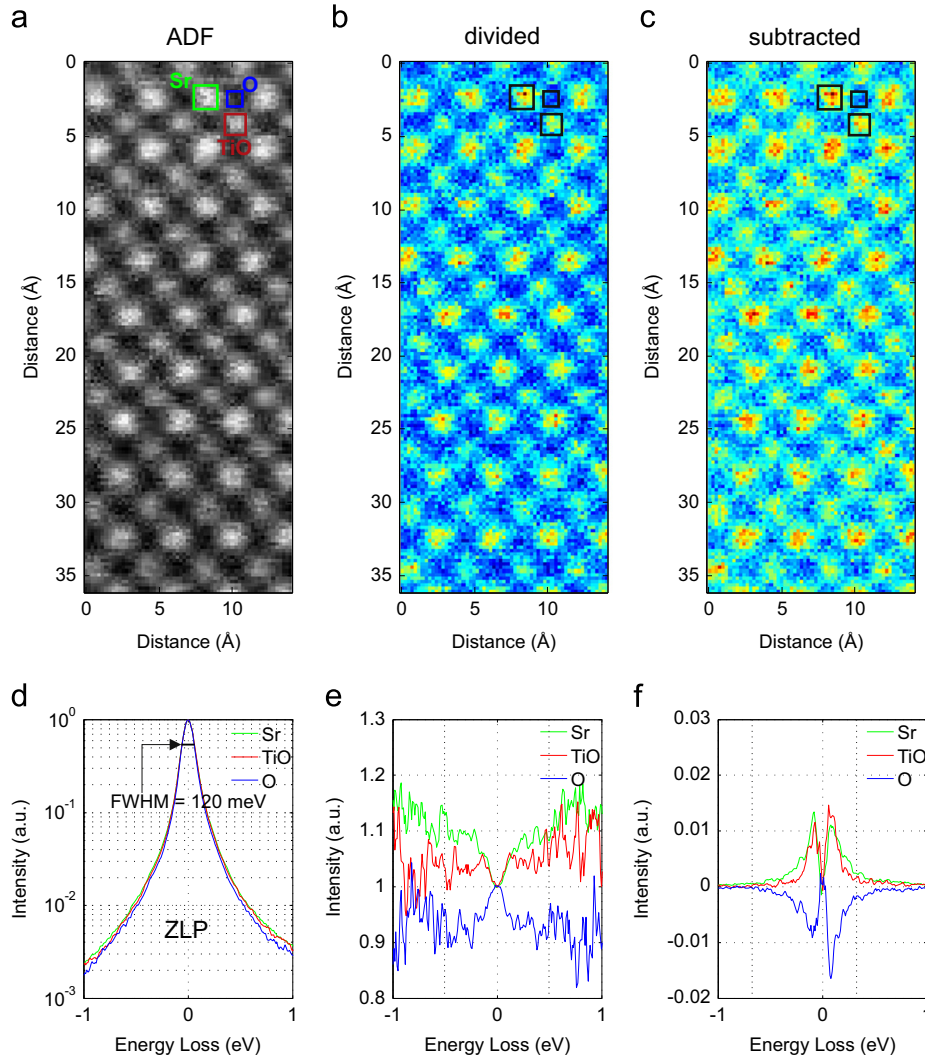 a
ADF
b
divided
c
subtracted
Sr
O
TiO
0
5
10
15
20
25
30
35
Distance (Å)
0
10
Distance (Å)
0
5
10
15
20
25
30
35
Distance (Å)
0
10
Distance (Å)
0
5
10
15
20
25
30
35
Distance (Å)
0
10
Distance (Å)
d
10⁰
10⁻¹
10⁻²
10⁻³
Intensity (a.u.)
Sr
TiO
O
FWHM = 120 meV
ZLP
-1
0
1
Energy Loss (eV)
e
1.3
1.2
1.1
1
0.9
0.8
Intensity (a.u.)
Sr
TiO
O
-1
0
1
Energy Loss (eV)
f
0.03
0.02
0.01
0
-0.01
-0.02
Intensity (a.u.)
Sr
TiO
O
-1
0
1
Energy Loss (eV)